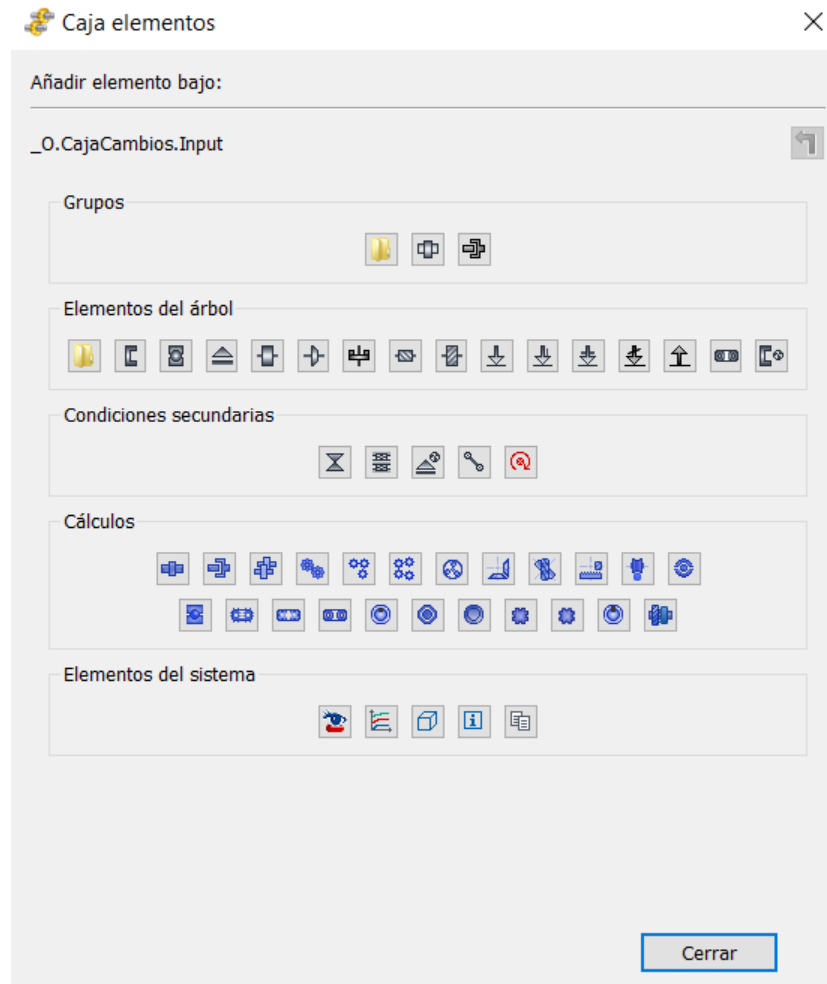 Caja elementos
Añadir elemento bajo:
_O.CajaCambios.Input
Grupos
Elementos del árbol
Condiciones secundarias
Cálculos
Elementos del sistema
Cerrar